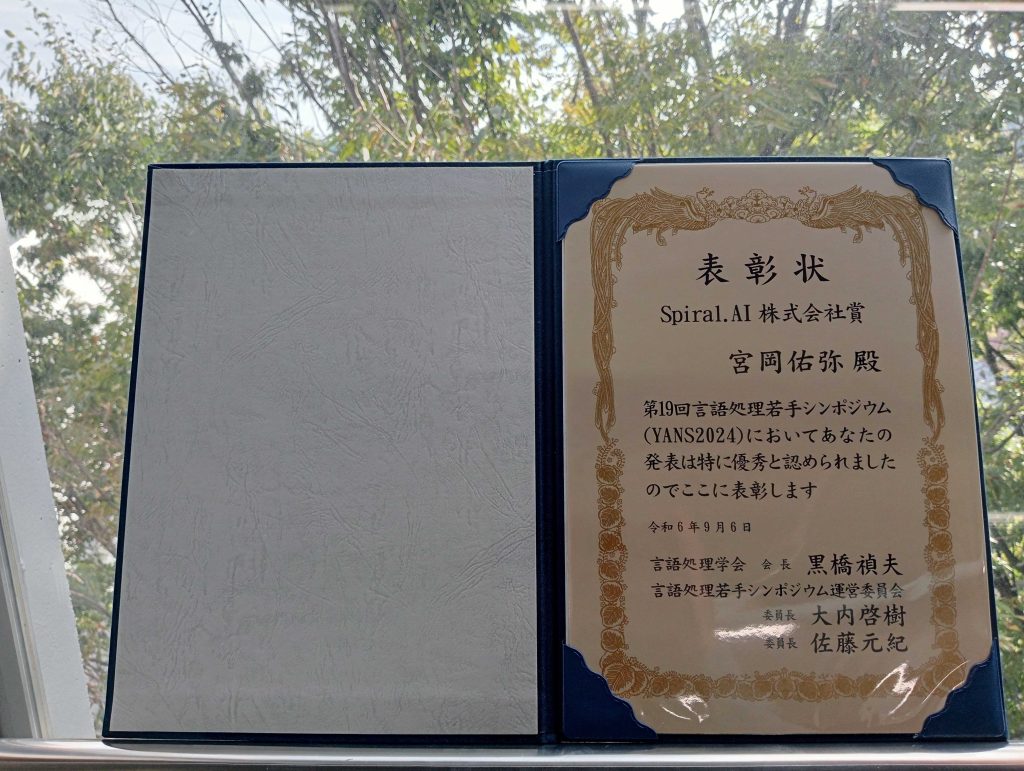 表彰状
Spiral.AI 株式会社賞
宮岡佑弥 殿
第19回言語処理若手シンポジウム
(YANS2024)においてあなたの
発表は特に優秀と認められました
のでここに表彰します
令和6年9月6日
言語処理学会 会長 黒橋禎夫
言語処理若手シンポジウム運営委員会
委員長 大内啓樹
委員長 佐藤元紀